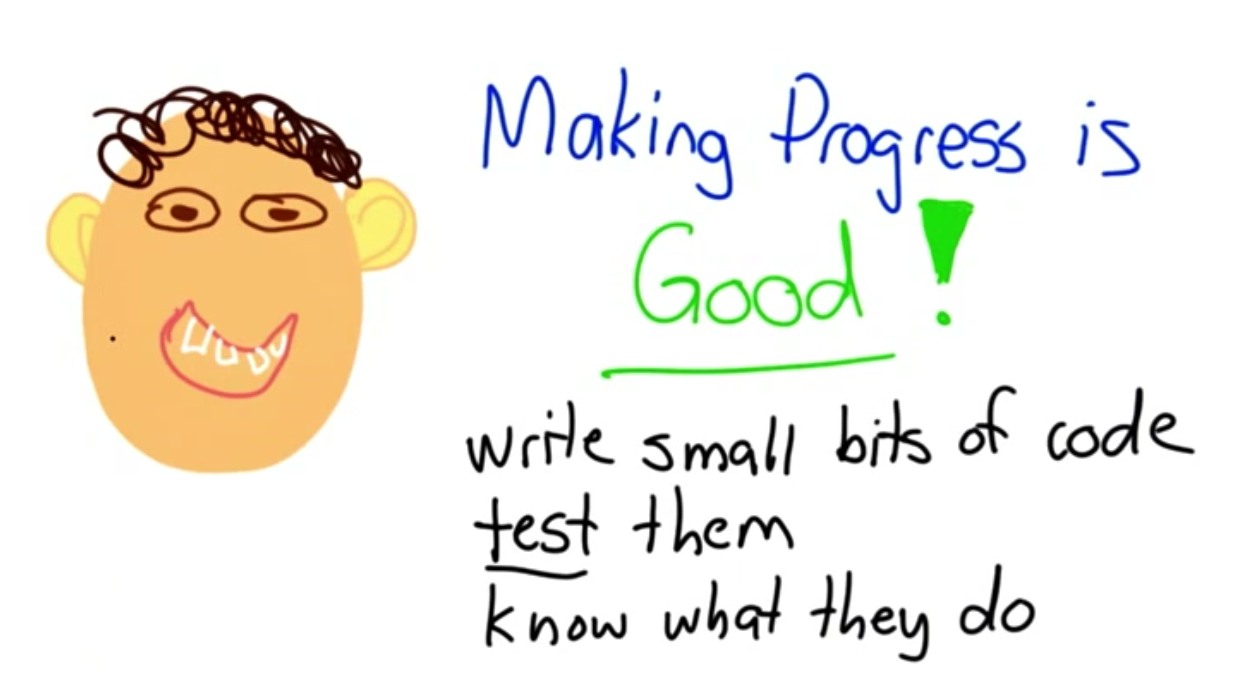 Making Progress is
Good!
write small bits of code
test them
know what they do